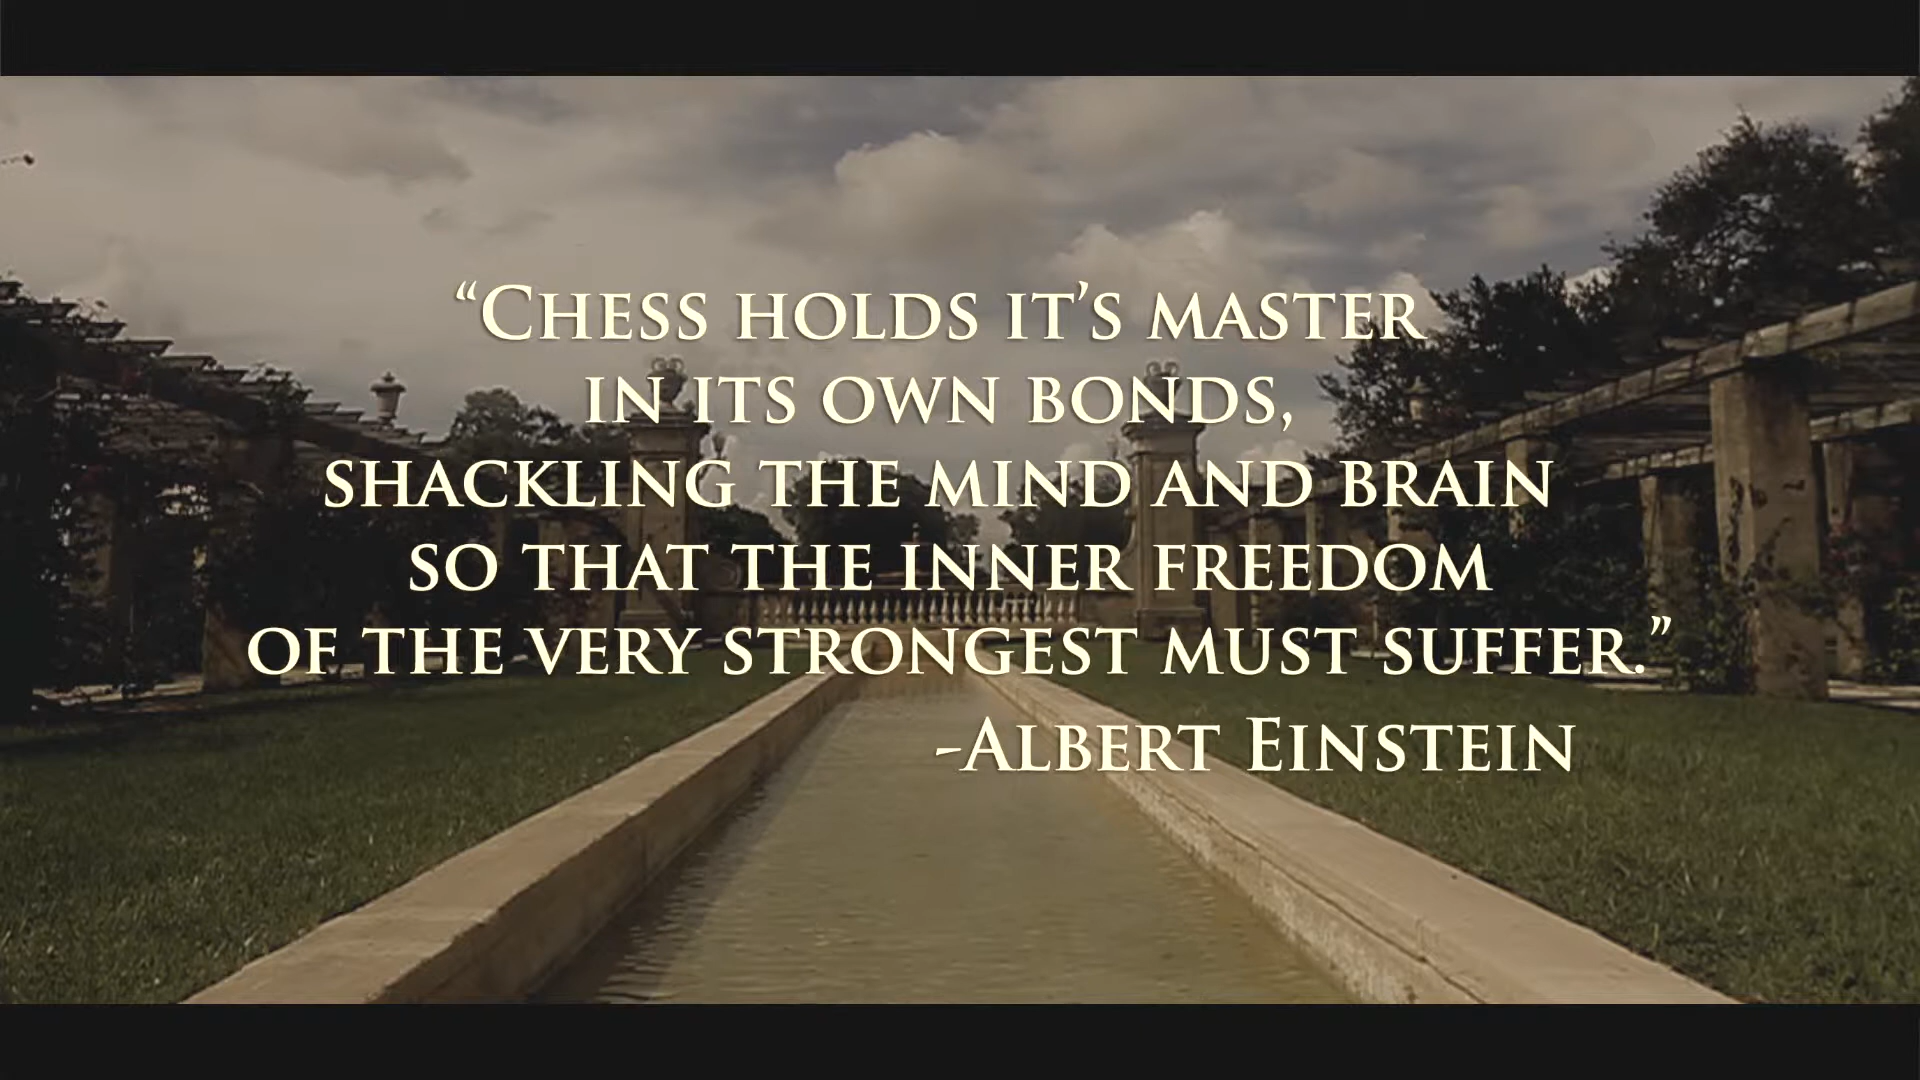 “Chess holds it’s master
in its own bonds,
shackling the mind and brain
so that the inner freedom
of the very strongest must suffer.”
-Albert Einstein